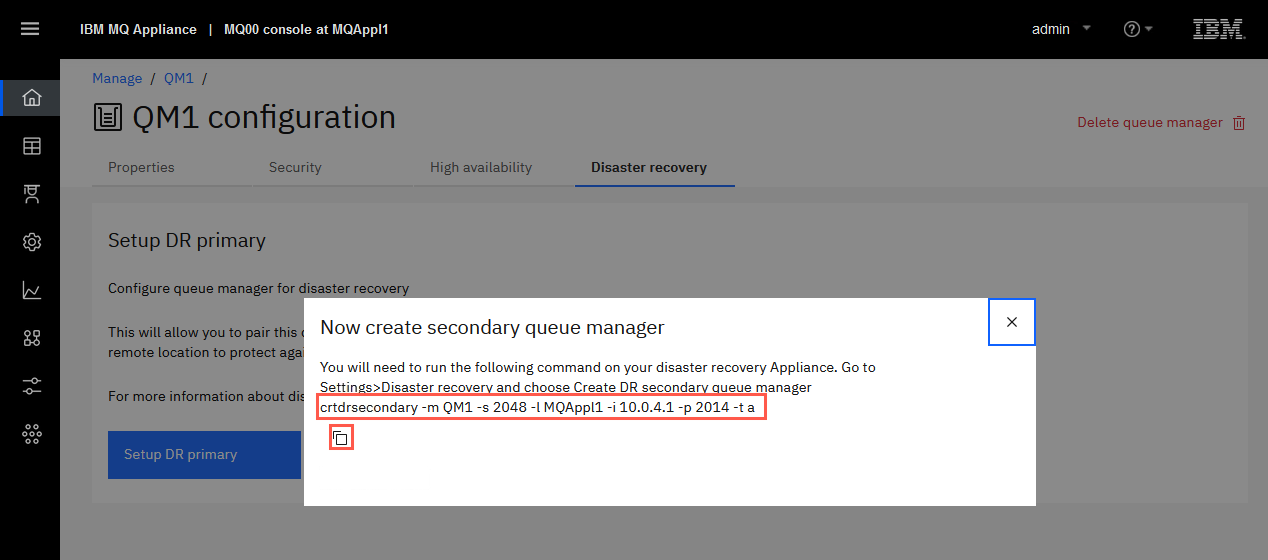 IBM MQ Appliance | MQ00 console at MQAppl1
admin
IBM
Manage / QM1 /
QM1 configuration
Delete queue manager
Properties
Security
High availability
Disaster recovery
Setup DR primary
Configure queue manager for disaster recovery
This will allow you to pair this
remote location to protect agai
For more information about dis
Setup DR primary
Now create secondary queue manager
You will need to run the following command on your disaster recovery Appliance. Go to
Settings>Disaster recovery and choose Create DR secondary queue manager
crtdrsecondary -m QM1 -s 2048 -l MQAppl1 -i 10.0.4.1 -p 2014 -t a